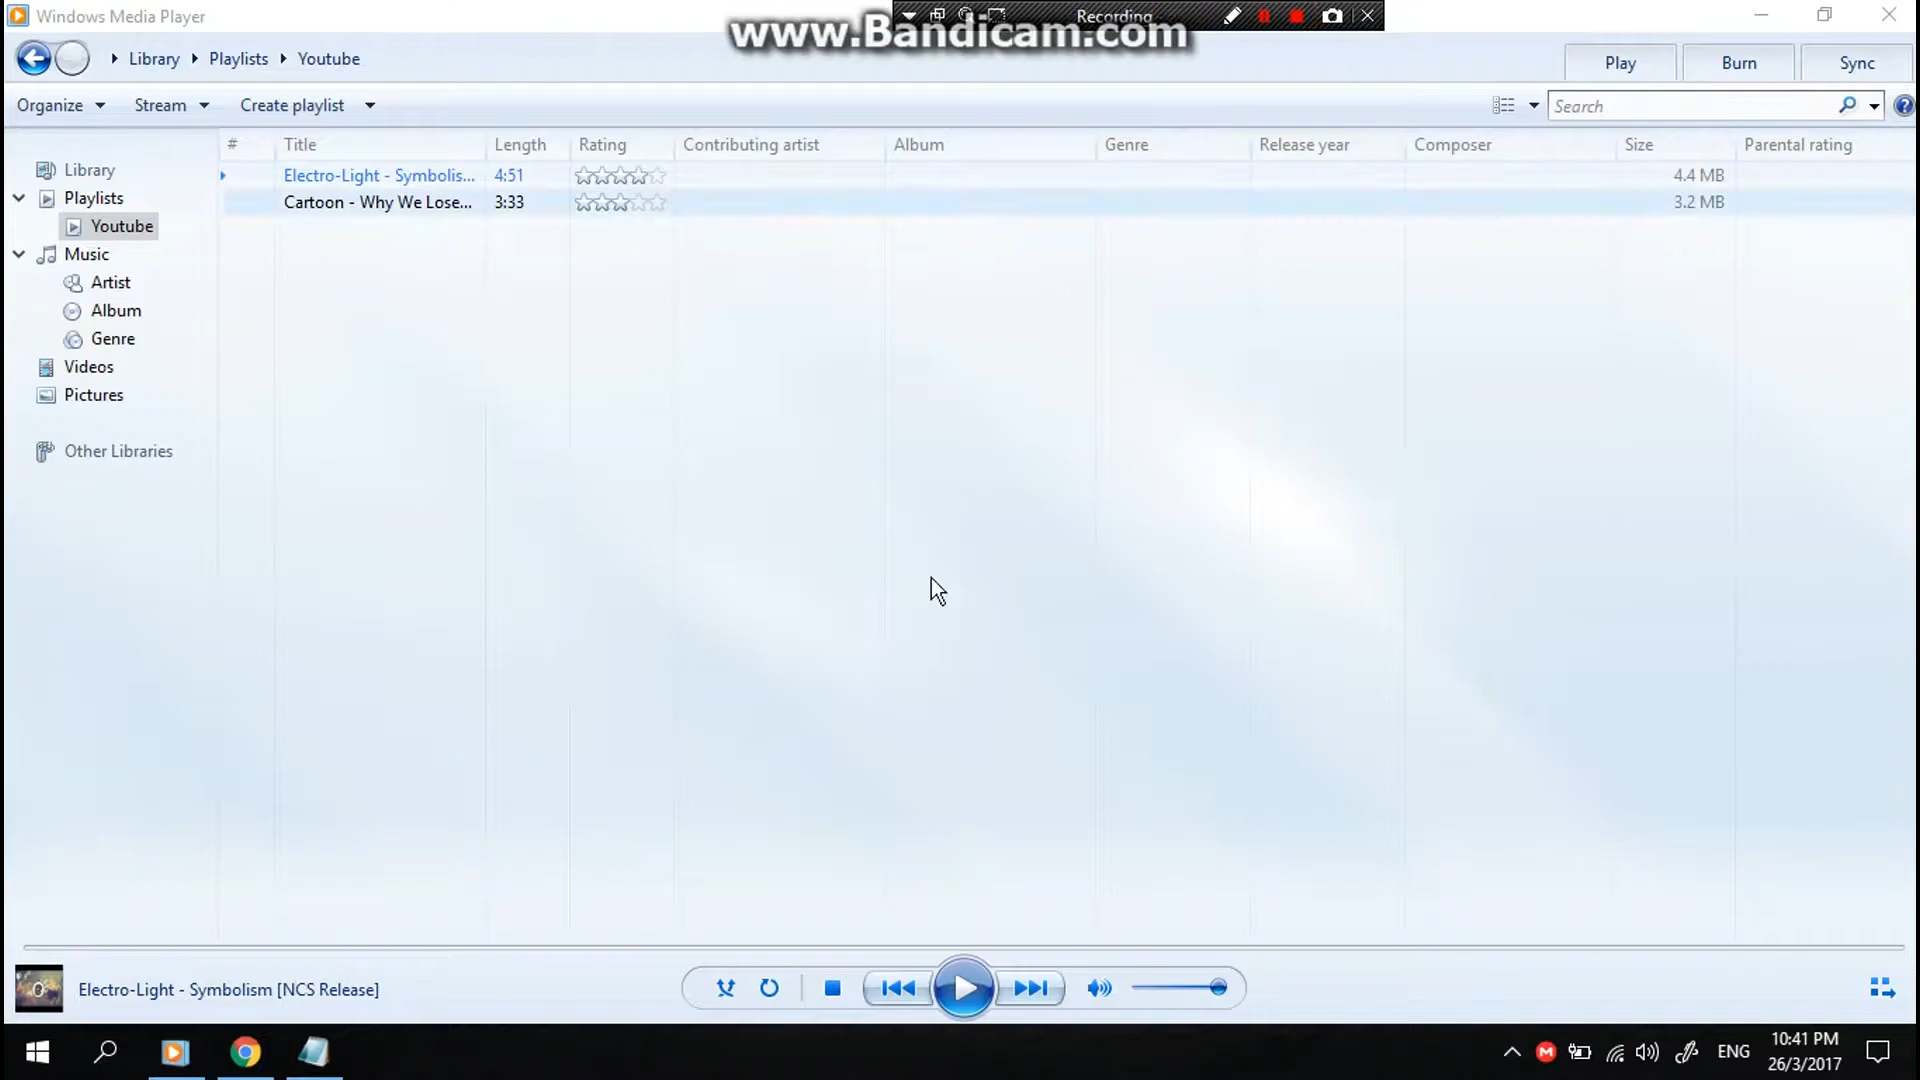 Windows Media Player
Recording
www.Bandicam.com
Library Playlists Youtube
Play Burn Sync
Organize Stream Create playlist
Search
# Title Length Rating Contributing artist Album Genre Release year Composer Size Parental rating
Electro-Light - Symbolis... 4:51 4.4 MB
Cartoon - Why We Lose... 3:33 3.2 MB
Library
Playlists
Youtube
Music
Artist
Album
Genre
Videos
Pictures
Other Libraries
Electro-Light - Symbolism [NCS Release]
ENG
10:41 PM
26/3/2017